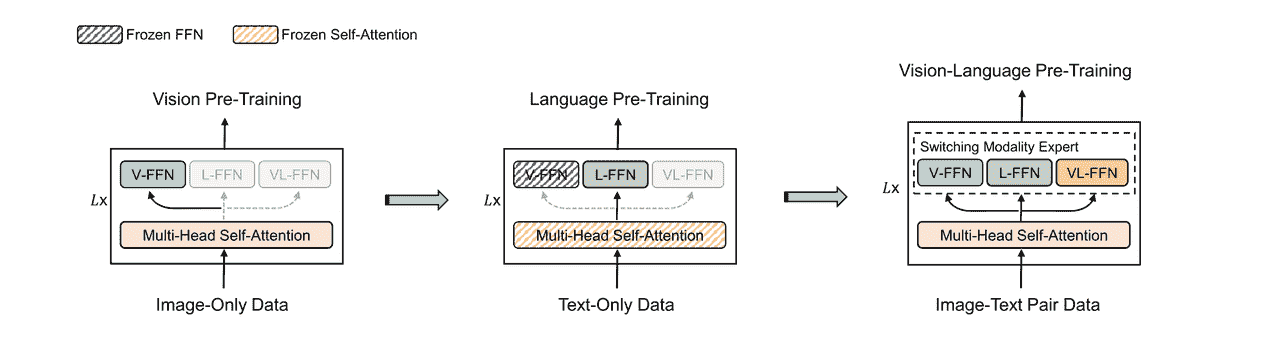 Frozen FFN
Frozen Self-Attention
Vision Pre-Training
V-FFN
L-FFN
VL-FFN
Lx
Multi-Head Self-Attention
Image-Only Data
Language Pre-Training
V-FFN
L-FFN
VL-FFN
Lx
Multi-Head Self-Attention
Text-Only Data
Vision-Language Pre-Training
Switching Modality Expert
V-FFN
L-FFN
VL-FFN
Lx
Multi-Head Self-Attention
Image-Text Pair Data